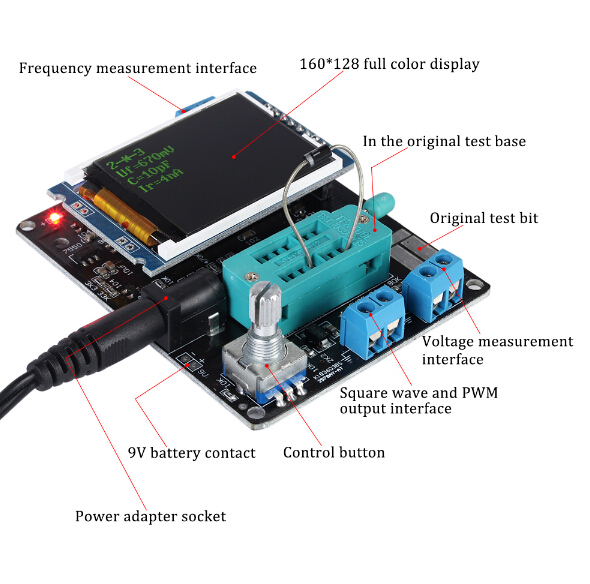 Frequency measurement interface
160*128 full color display
In the original test base
2-⋈-3
Uf=670mV
C=10pF
Ir=4nA
Original test bit
Voltage measurement
interface
Square wave and PWM
output interface
9V battery contact
Control button
Power adapter socket